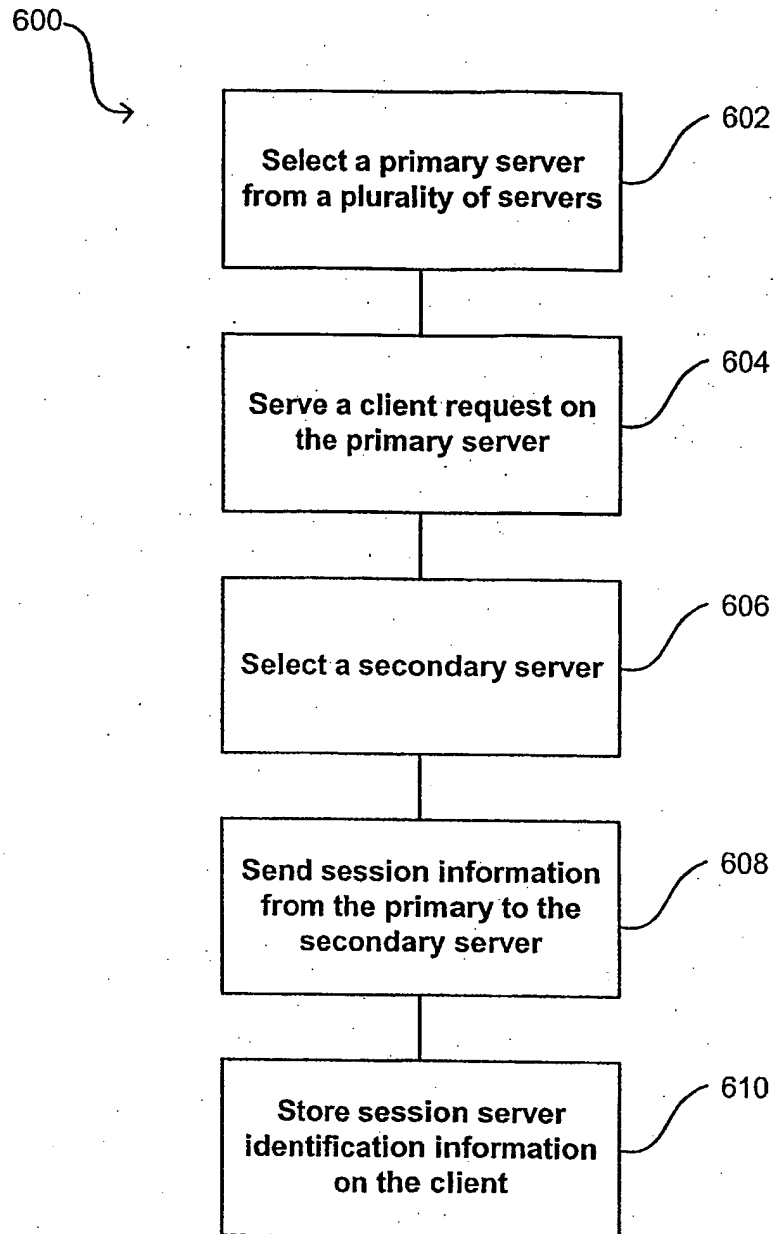 600
602
Select a primary server
from a plurality of servers
604
Serve a client request on
the primary server
606
Select a secondary server
608
Send session information
from the primary to the
secondary server
610
Store session server
identification information
on the client